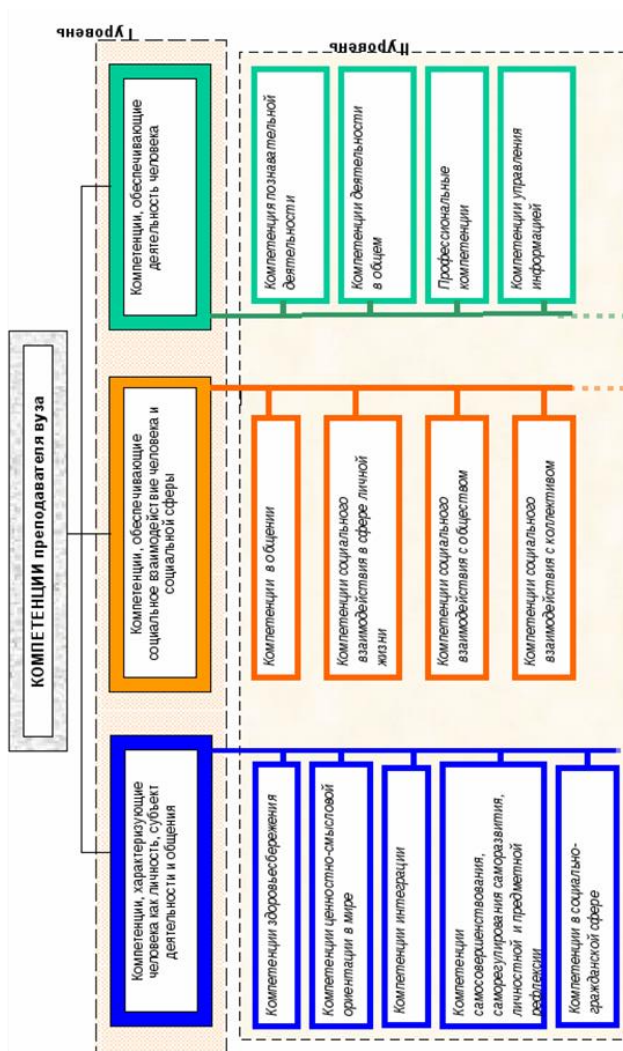 КОМПЕТЕНЦИИ преподавателя вуза
I уровень
Компетенции, характеризующие
человека как личность, субъект
деятельности и общения
Компетенции, обеспечивающие
социальное взаимодействие человека и
социальной сферы
Компетенции, обеспечивающие
деятельность человека
II уровень
Компетенции здоровьесбережения
Компетенции ценностно-смысловой
ориентации в мире
Компетенции интеграции
Компетенции
самосовершенствования,
саморегулирования саморазвития,
личностной и предметной
рефлексии
Компетенции в социально-
гражданской сфере
Компетенции в общении
Компетенции социального
взаимодействия в сфере личной
жизни
Компетенции социального
взаимодействия с обществом
Компетенции социального
взаимодействия с коллективом
Компетенция познавательной
деятельности
Компетенции деятельности
в общем
Профессиональные
компетенции
Компетенции управления
информацией